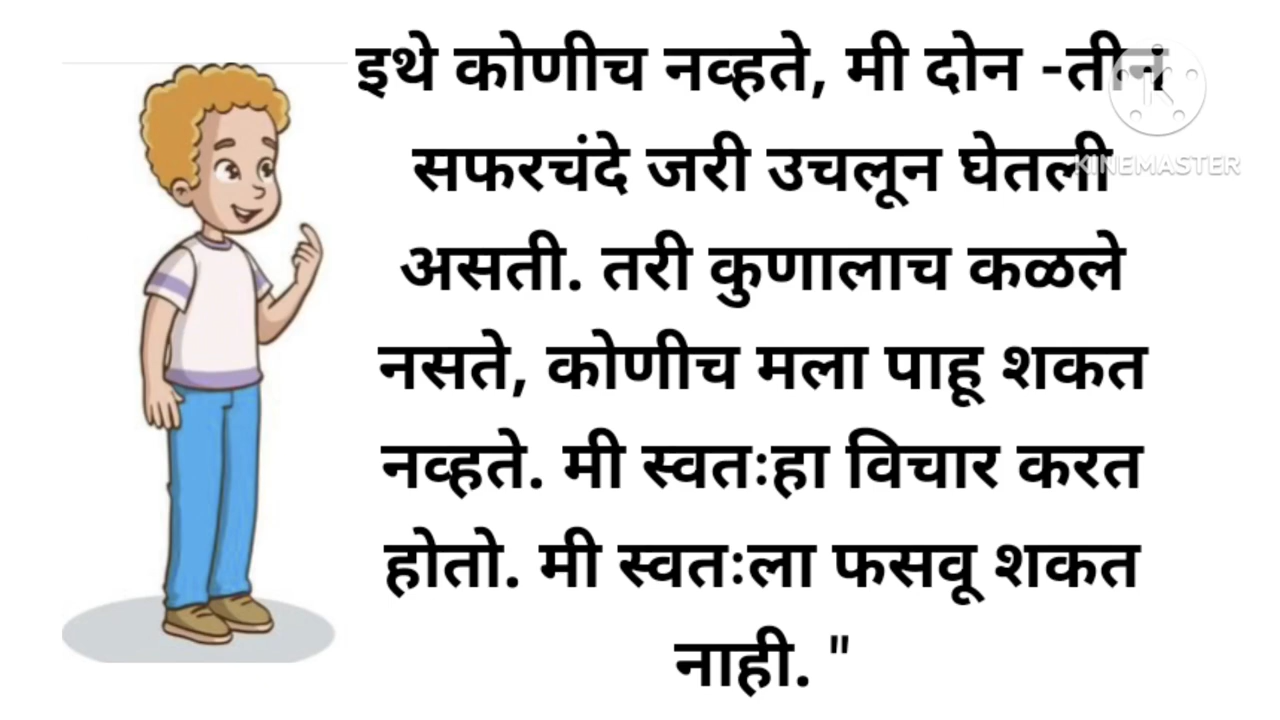 इथे कोणीच नव्हते, मी दोन -तीन
सफरचंदे जरी उचलून घेतली
KINEMASTER
असती. तरी कुणालाच कळले
नसते, कोणीच मला पाहू शकत
नव्हते. मी स्वतःहा विचार करत
होतो. मी स्वतःला फसवू शकत
नाही. "